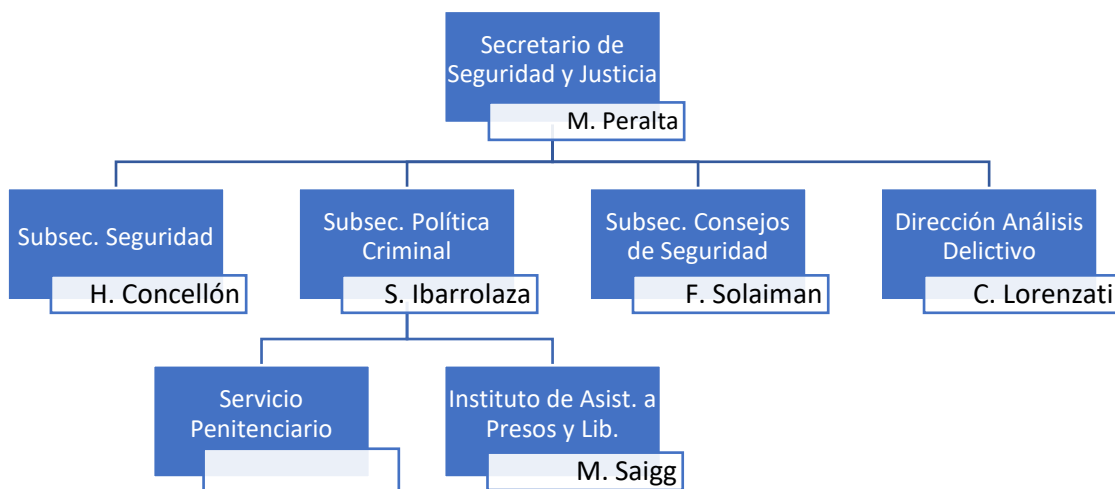 Secretario de
Seguridad y Justicia
M. Peralta
Subsec. Seguridad
H. Concellón
Subsec. Política
Criminal
S. Ibarrolaza
Subsec. Consejos
de Seguridad
F. Solaiman
Dirección Análisis
Delictivo
C. Lorenzati
Servicio
Penitenciario
Instituto de Asist. a
Presos y Lib.
M. Saigg